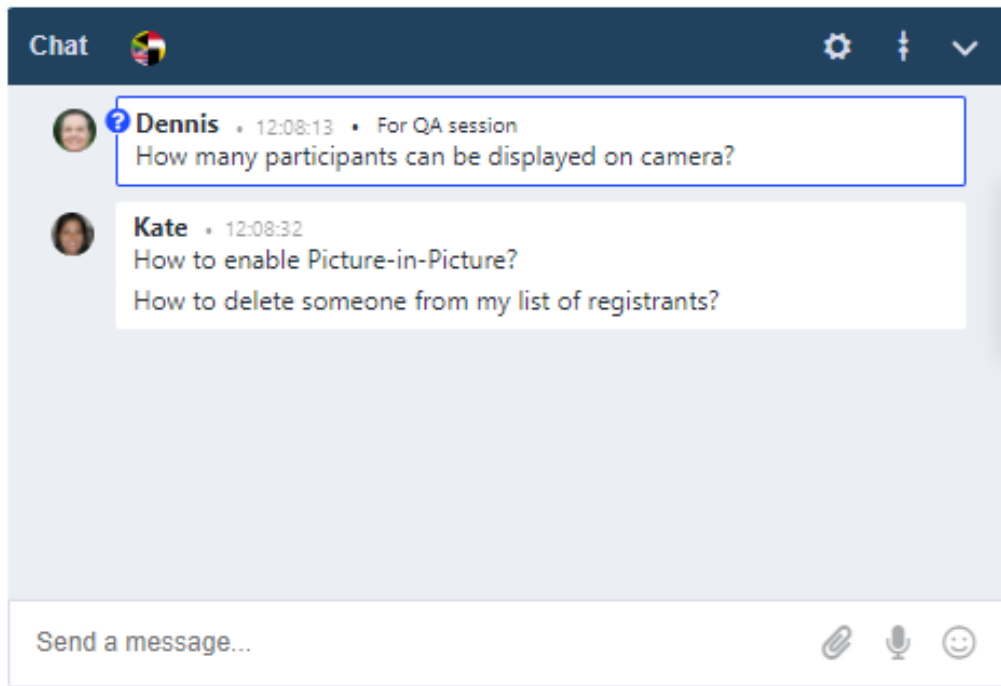 Chat
?
Dennis • 12:08:13 • For QA session
How many participants can be displayed on camera?
Kate • 12:08:32
How to enable Picture-in-Picture?
How to delete someone from my list of registrants?
Send a message...